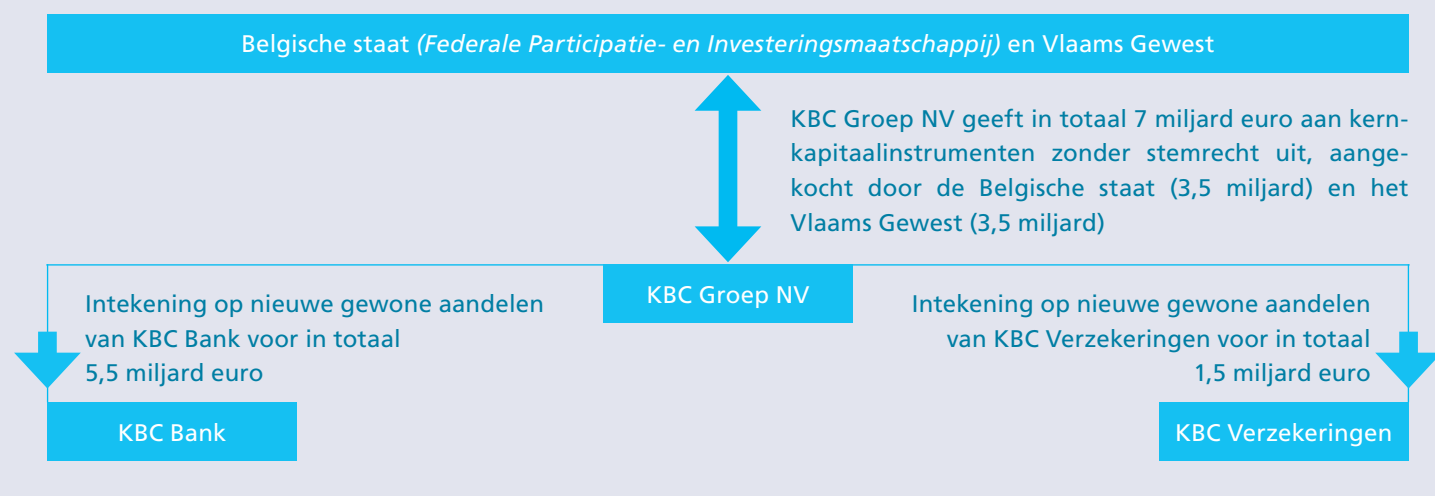 Belgische staat (Federale Participatie- en Investeringsmaatschappij) en Vlaams Gewest
KBC Groep NV geeft in totaal 7 miljard euro aan kern-
kapitaalinstrumenten zonder stemrecht uit, aange-
kocht door de Belgische staat (3,5 miljard) en het
Vlaams Gewest (3,5 miljard)
KBC Groep NV
Intekening op nieuwe gewone aandelen
van KBC Bank voor in totaal
5,5 miljard euro
Intekening op nieuwe gewone aandelen
van KBC Verzekeringen voor in totaal
1,5 miljard euro
KBC Bank
KBC Verzekeringen